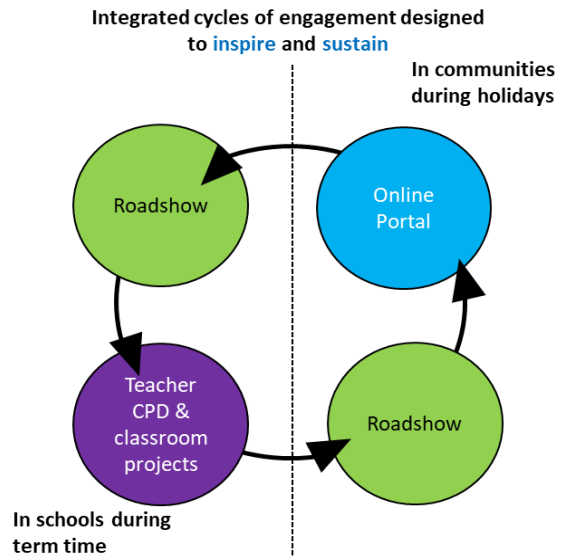 Integrated cycles of engagement designed
to inspire and sustain
In communities
during holidays
Roadshow
Online
Portal
Teacher
CPD &
classroom
projects
Roadshow
In schools during
term time